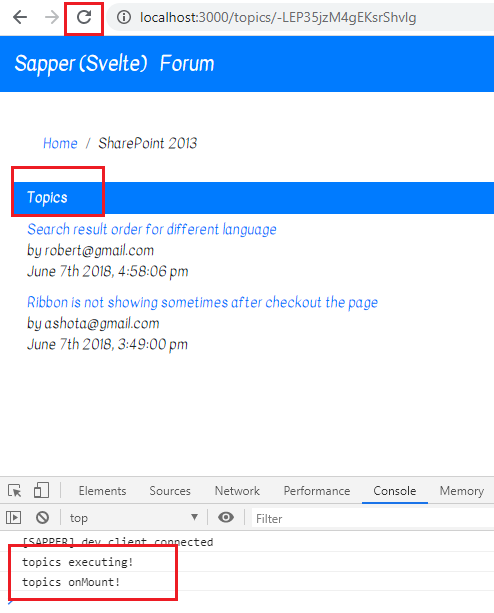 localhost:3000/topics/-LEP35jzM4gEKsrShvlg
Sapper (Svelte) Forum
Home / SharePoint 2013
Topics
Search result order for different language
by robert@gmail.com
June 7th 2018, 4:58:06 pm
Ribbon is not showing sometimes after checkout the page
by ashota@gmail.com
June 7th 2018, 3:49:00 pm
Elements Sources Network Performance Console Memory
top Filter
[SAPPER] dev client connected
topics executing!
topics onMount!